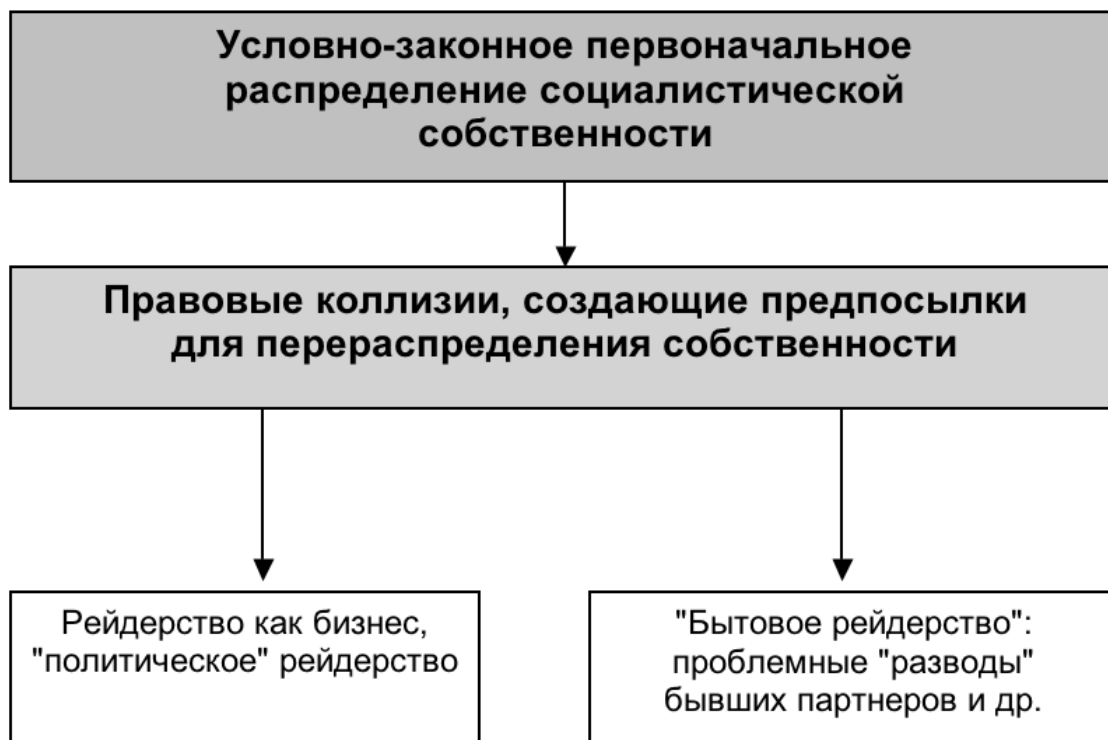 Условно-законное первоначальное
распределение социалистической
собственности
Правовые коллизии, создающие предпосылки
для перераспределения собственности
Рейдерство как бизнес,
"политическое" рейдерство
"Бытовое рейдерство":
проблемные "разводы"
бывших партнеров и др.